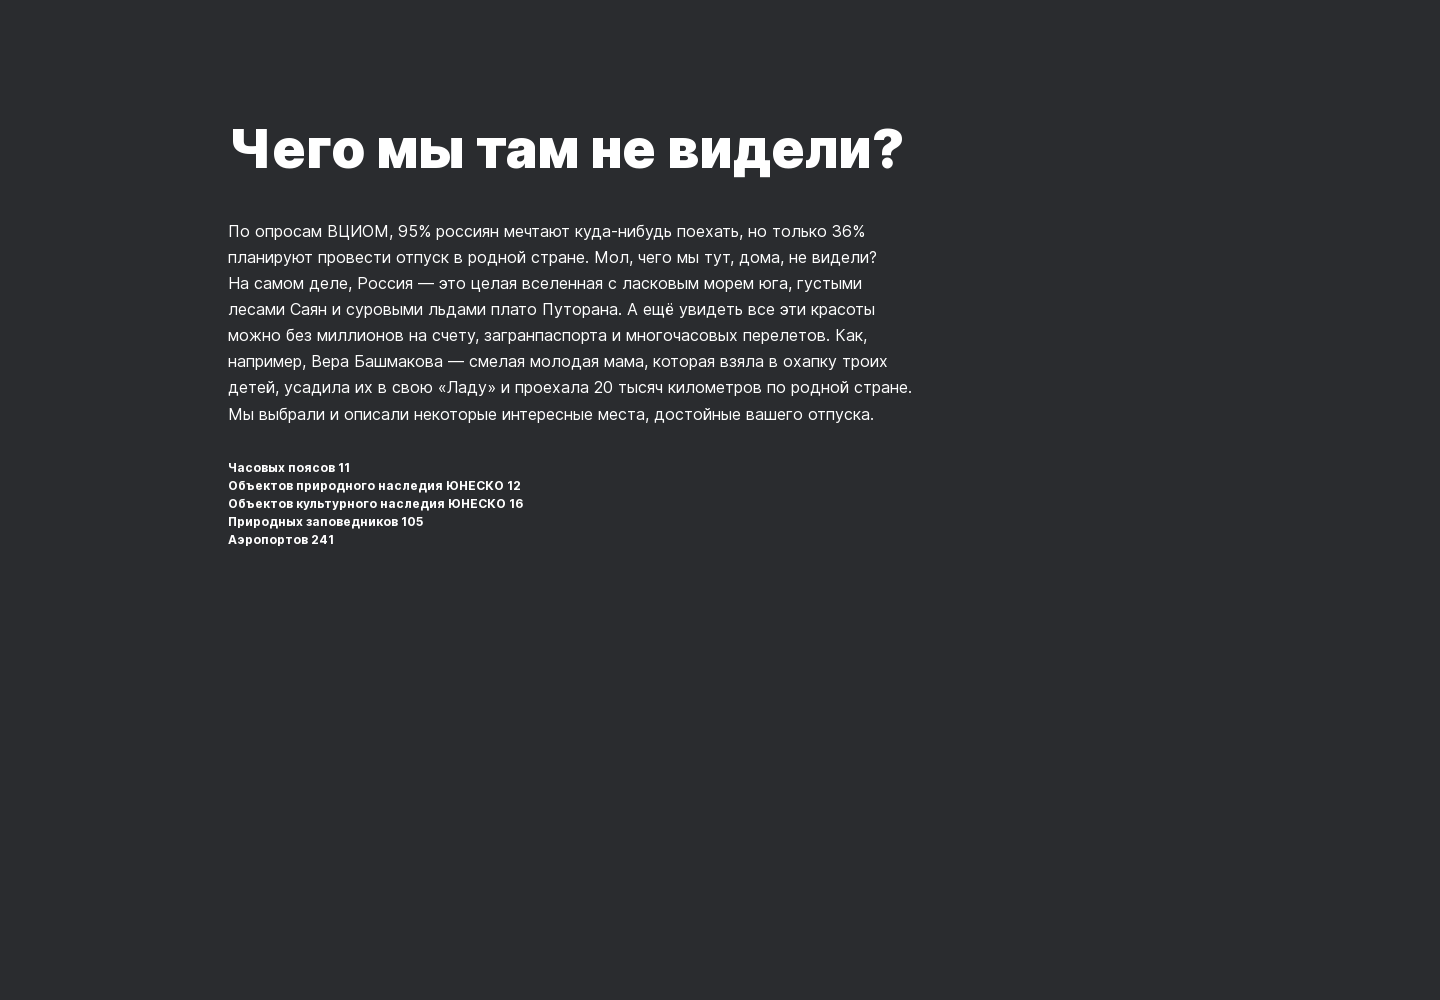 Чего мы там не видели?
По опросам ВЦИОМ, 95% россиян мечтают куда-нибудь поехать, но только 36%
планируют провести отпуск в родной стране. Мол, чего мы тут, дома, не видели?
На самом деле, Россия — это целая вселенная с ласковым морем юга, густыми
лесами Саян и суровыми льдами плато Путорана. А ещё увидеть все эти красоты
можно без миллионов на счету, загранпаспорта и многочасовых перелетов. Как,
например, Вера Башмакова — смелая молодая мама, которая взяла в охапку троих
детей, усадила их в свою «Ладу» и проехала 20 тысяч километров по родной стране.
Мы выбрали и описали некоторые интересные места, достойные вашего отпуска.
Часовых поясов 11
Объектов природного наследия ЮНЕСКО 12
Объектов культурного наследия ЮНЕСКО 16
Природных заповедников 105
Аэропортов 241